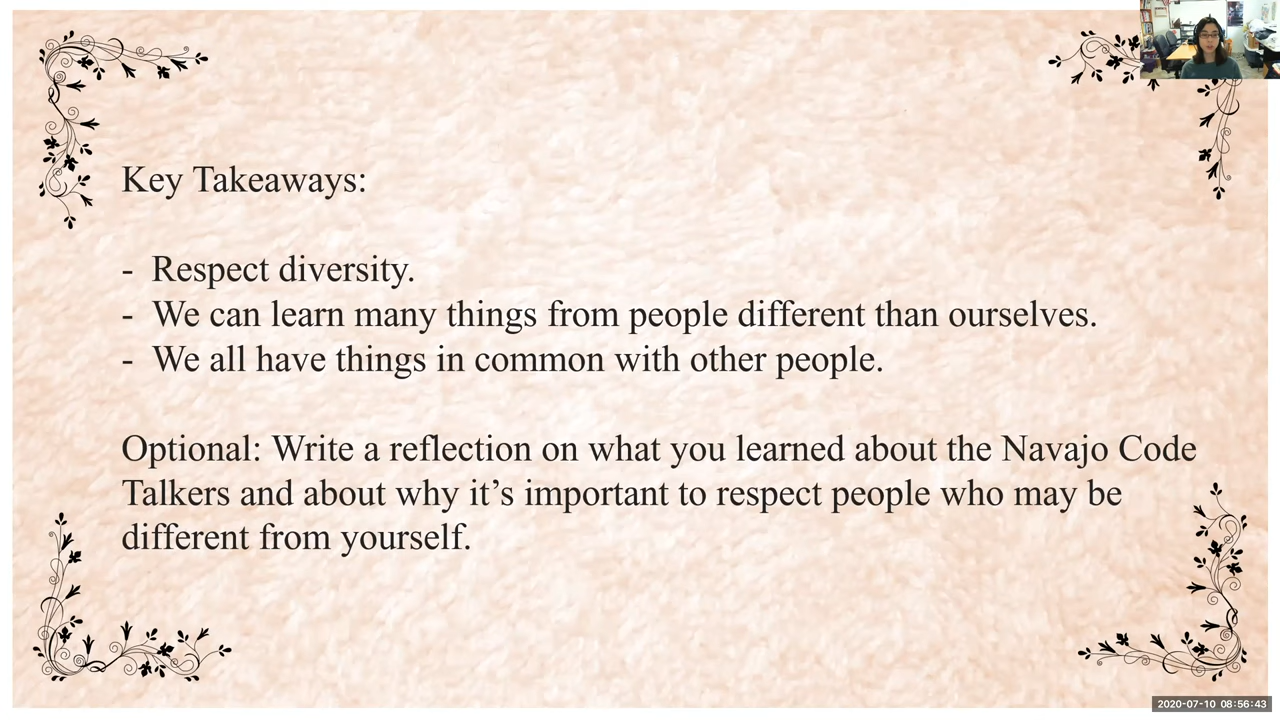 Key Takeaways:
- Respect diversity.
- We can learn many things from people different than ourselves.
- We all have things in common with other people.
Optional: Write a reflection on what you learned about the Navajo Code
Talkers and about why it’s important to respect people who may be
different from yourself.
2020-07-10 08:56:43